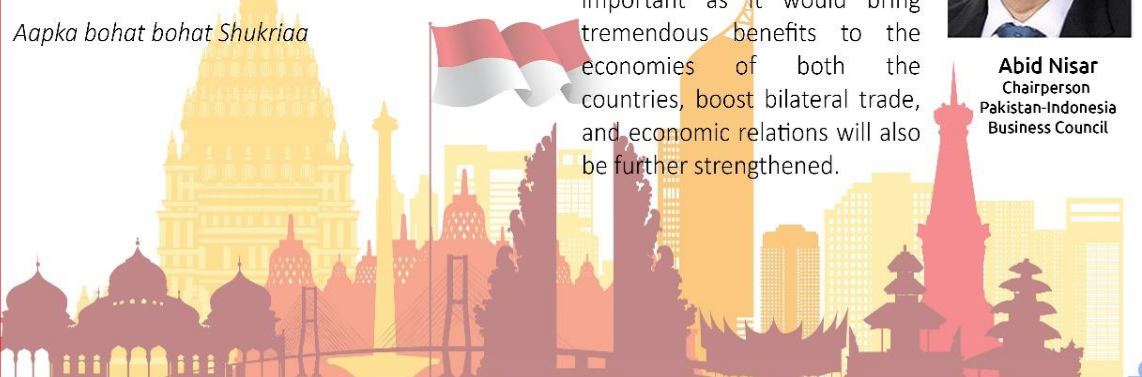 Aapka bohat bohat Shukriaa
important as it would bring
tremendous benefits to the
economies of both the
countries, boost bilateral trade,
and economic relations will also
be further strengthened.
Abid Nisar
Chairperson
Pakistan-Indonesia
Business Council